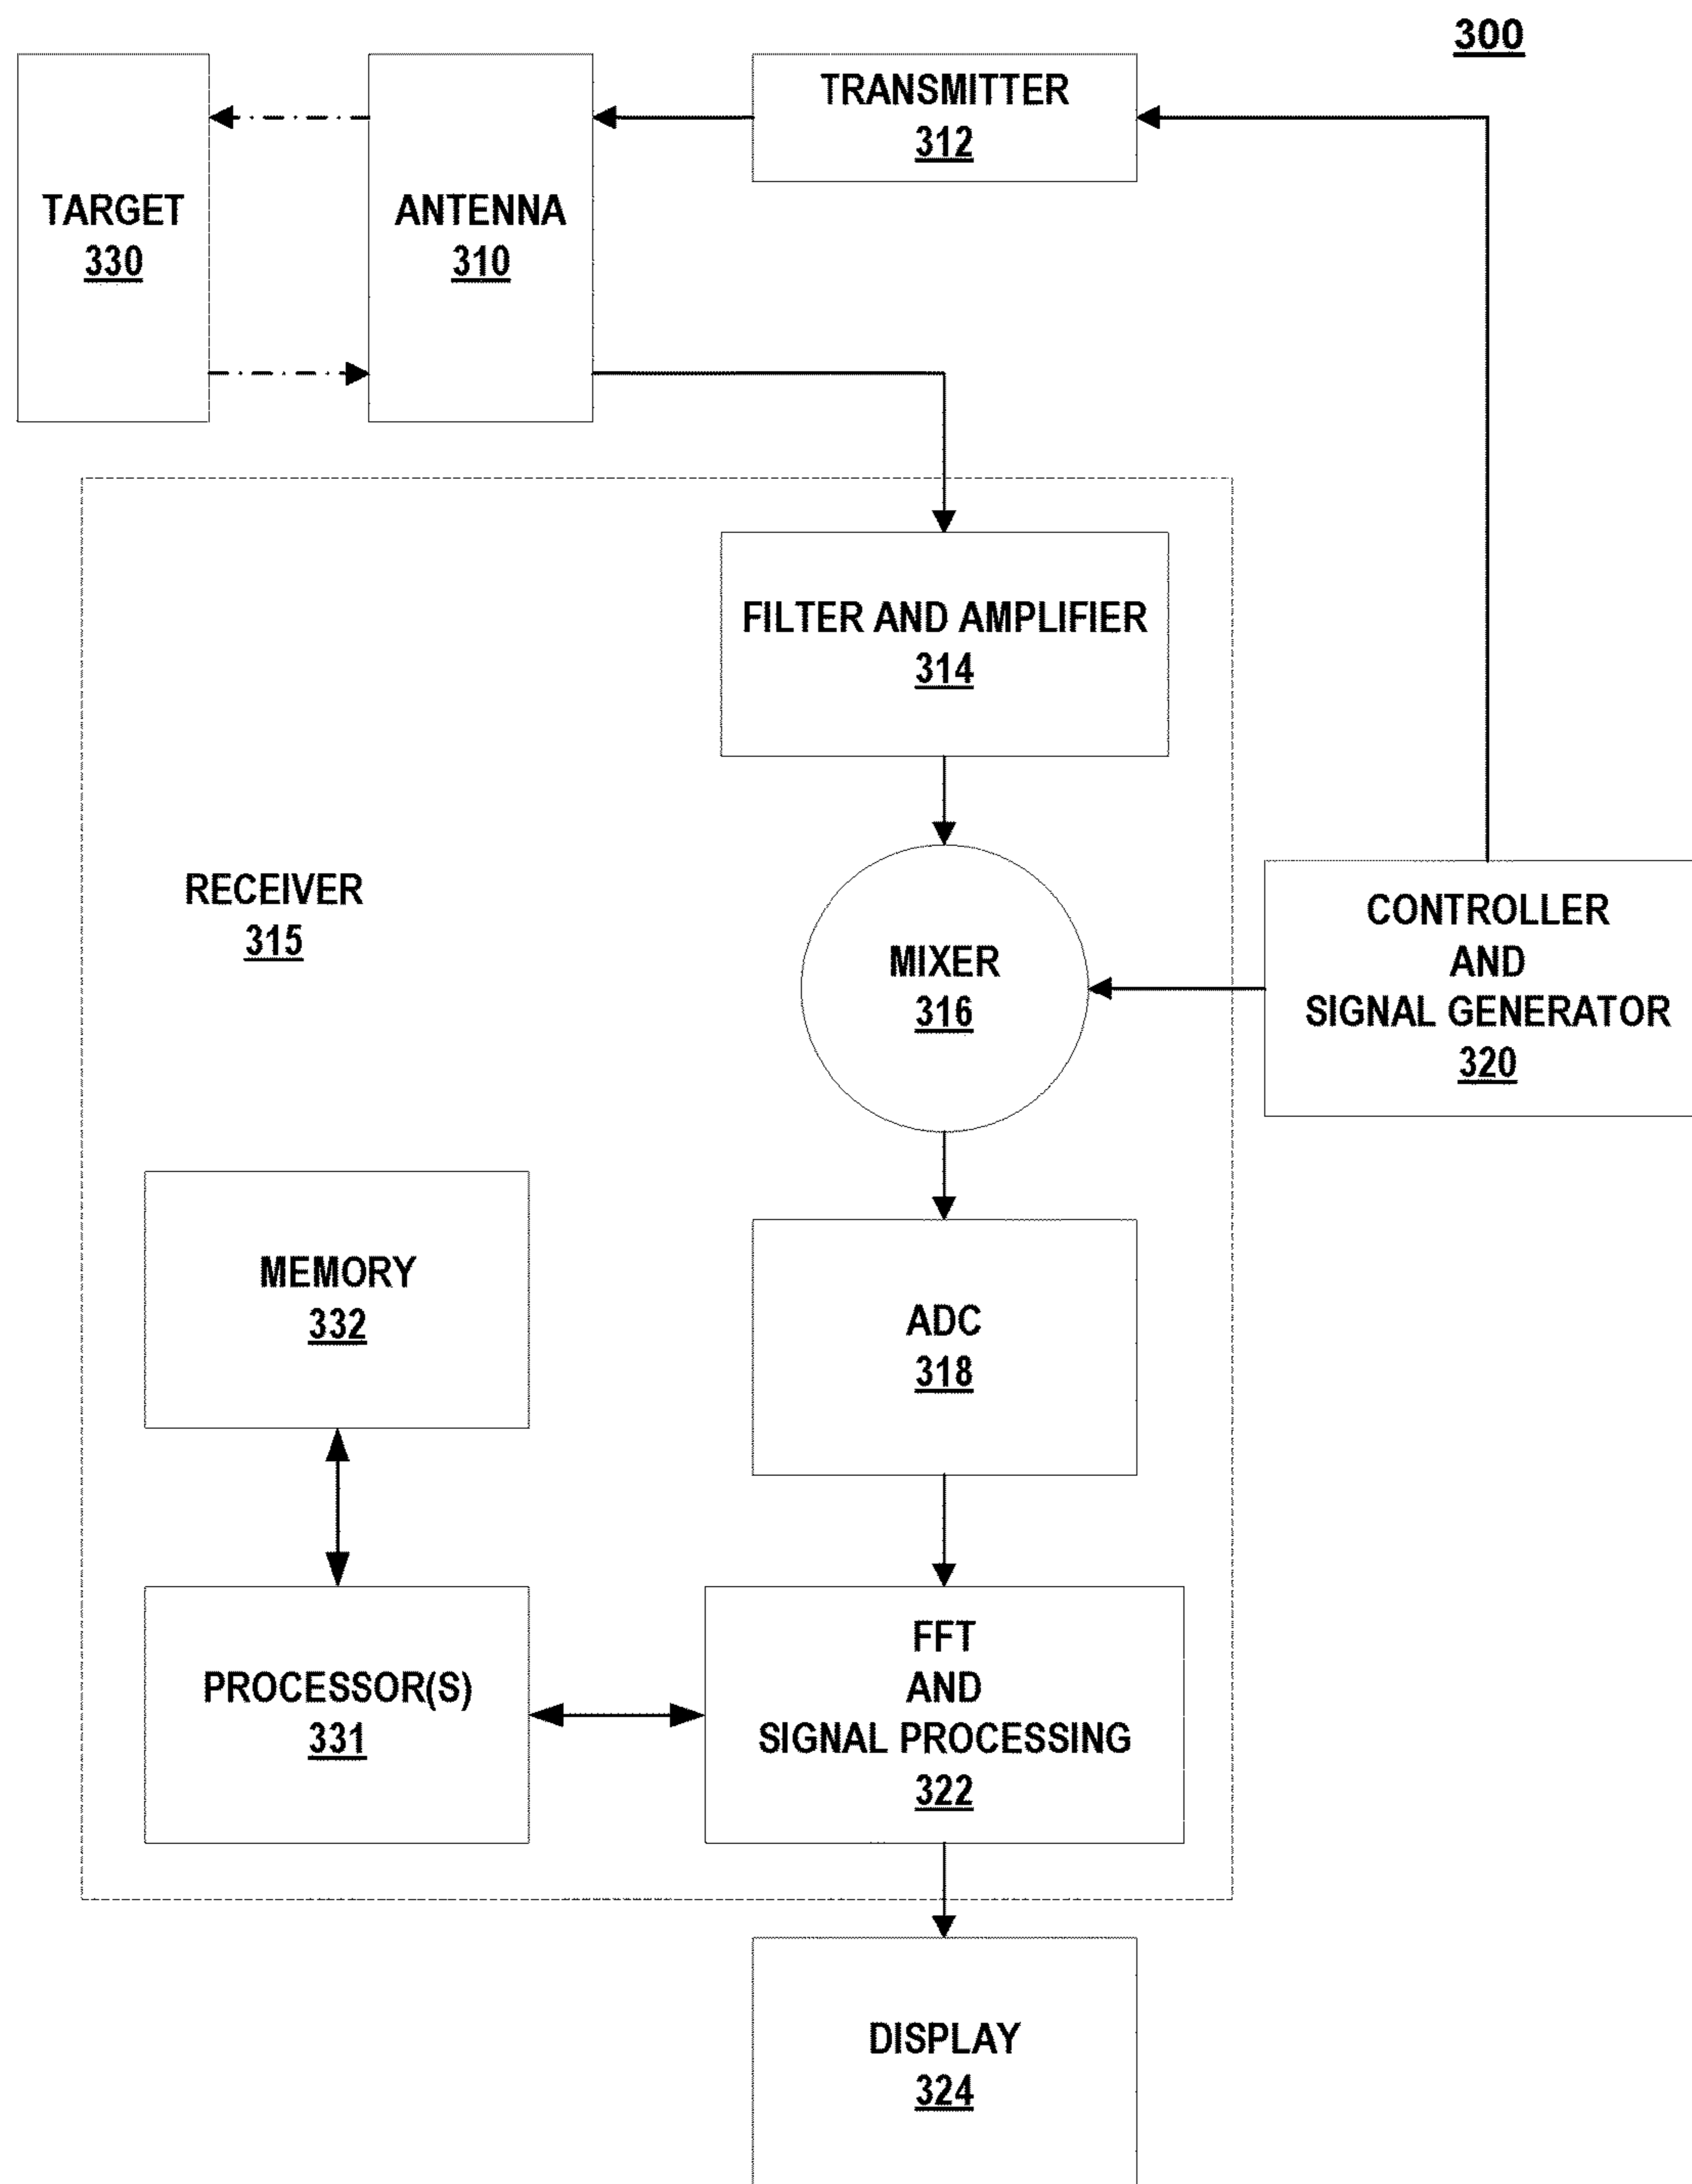 300
TRANSMITTER
312
TARGET
330
ANTENNA
310
FILTER AND AMPLIFIER
314
RECEIVER
315
MIXER
316
CONTROLLER
AND
SIGNAL GENERATOR
320
MEMORY
332
ADC
318
PROCESSOR(S)
331
FFT
AND
SIGNAL PROCESSING
322
DISPLAY
324